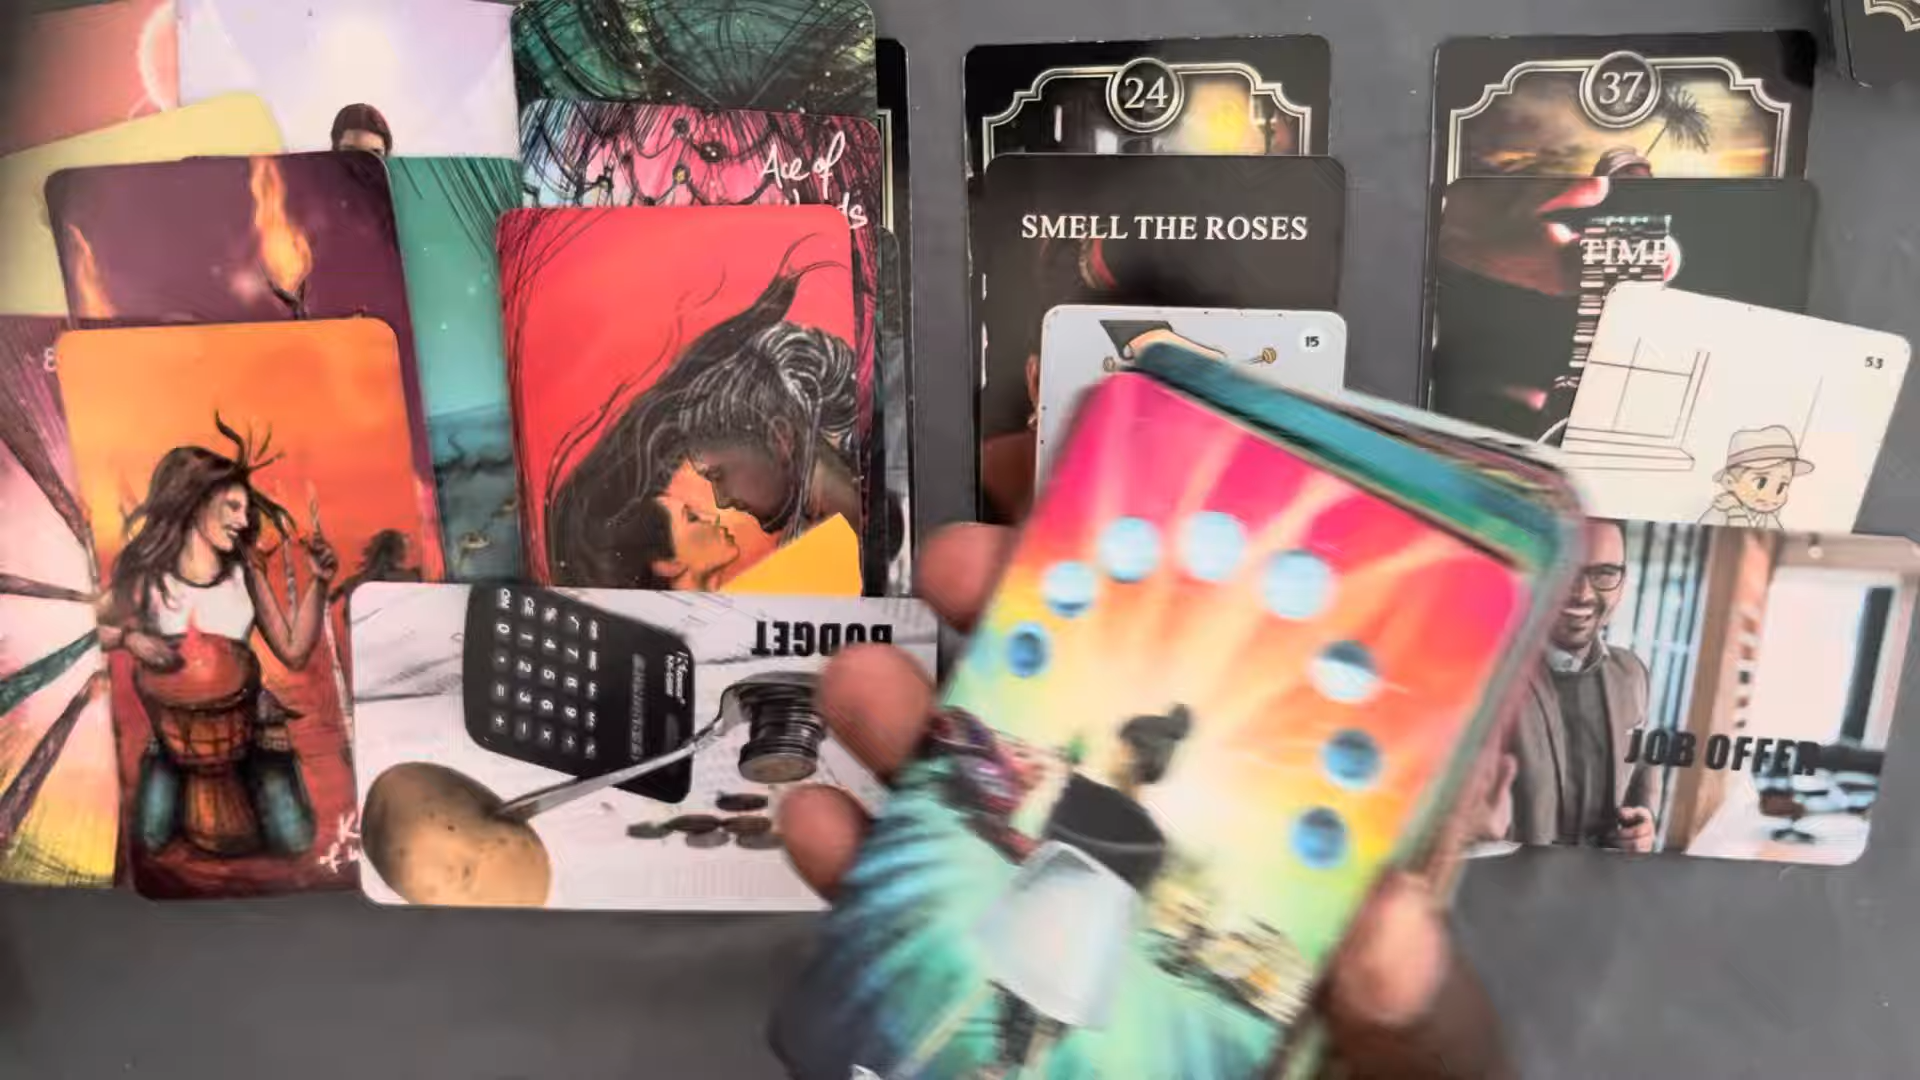 24
37
Ace of
SMELL THE ROSES
TIME
15
53
BUDGET
JOB OFFER